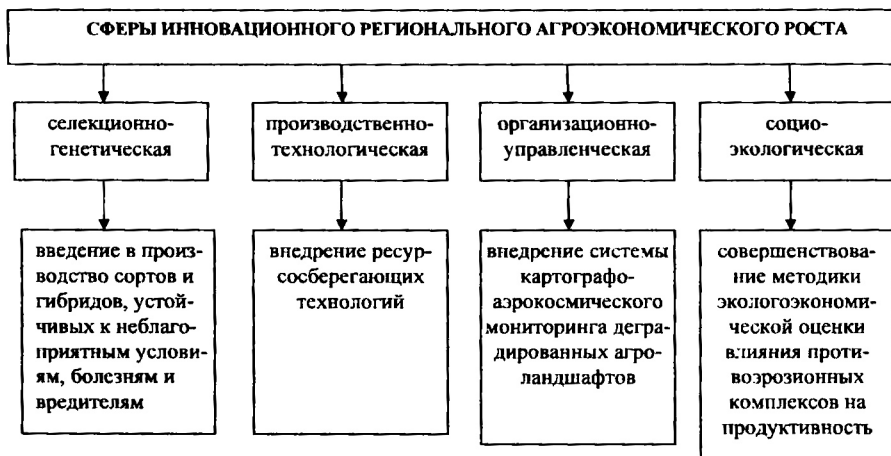 СФЕРЫ ИННОВАЦИОННОГО РЕГИОНАЛЬНОГО АГРОЭКОНОМИЧЕСКОГО РОСТА
селекционно-
генетическая
производственно-
технологическая
организационно-
управленческая
социо-
экологическая
введение в произ-
водство сортов и
гибридов, устой-
чивых к неблаго-
приятным услови-
ям, болезням и
вредителям
внедрение ресур-
сосберегающих
технологий
внедрение системы
картографо-
аэрокосмического
мониторинга дег-
радированных агро-
ландшафтов
совершенствова-
ние методики
экологоэкономи-
ческой оценки
влияния проти-
воэрозионных
комплексов на
продуктивность